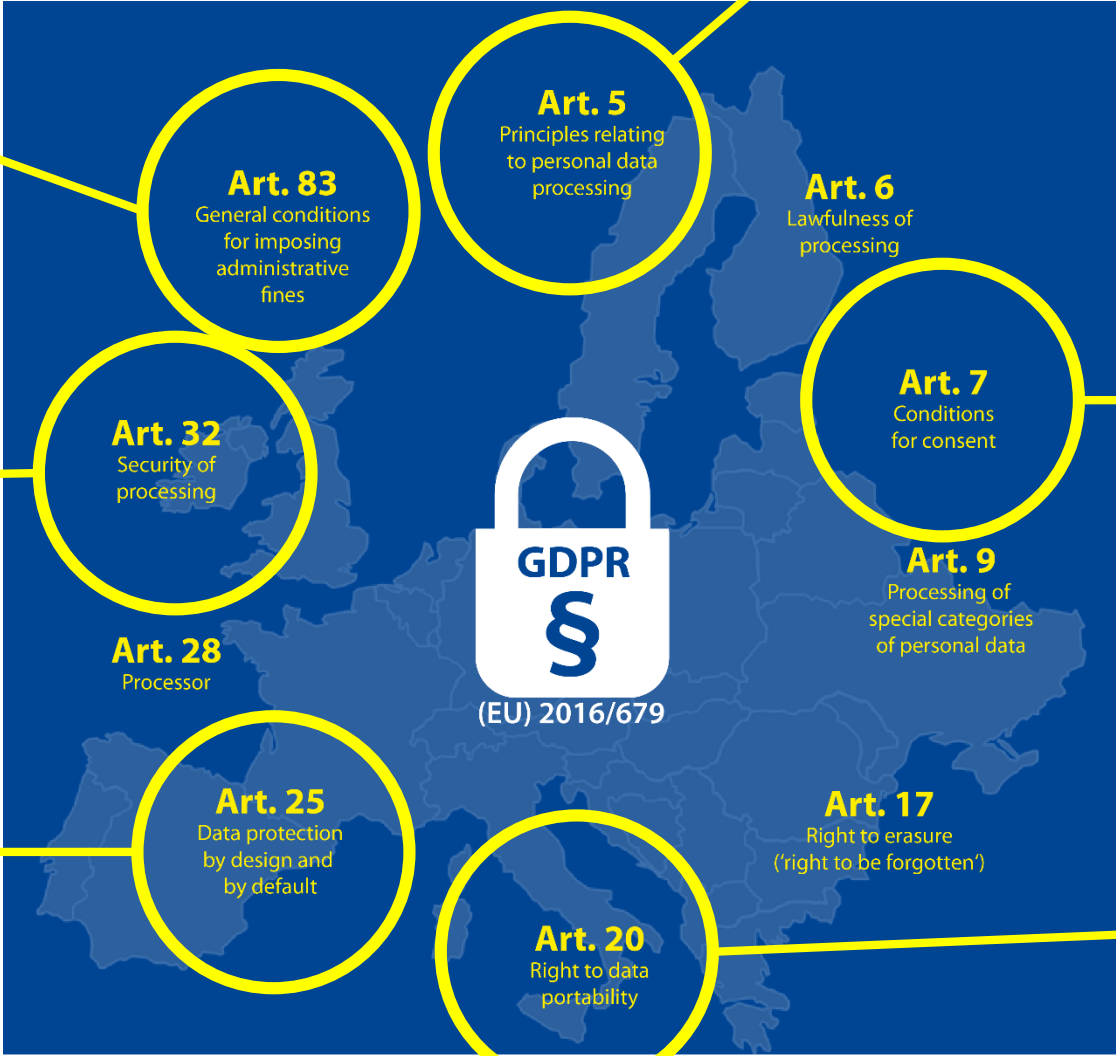 Art. 5
Principles relating
to personal data
processing
Art. 6
Lawfulness of
processing
Art. 7
Conditions
for consent
Art. 9
Processing of
special categories
of personal data
Art. 17
Right to erasure
(‘right to be forgotten‘)
Art. 20
Right to data
portability
Art. 25
Data protection
by design and
by default
Art. 28
Processor
Art. 32
Security of
processing
Art. 83
General conditions
for imposing
administrative
fines
GDPR
§
(EU) 2016/679